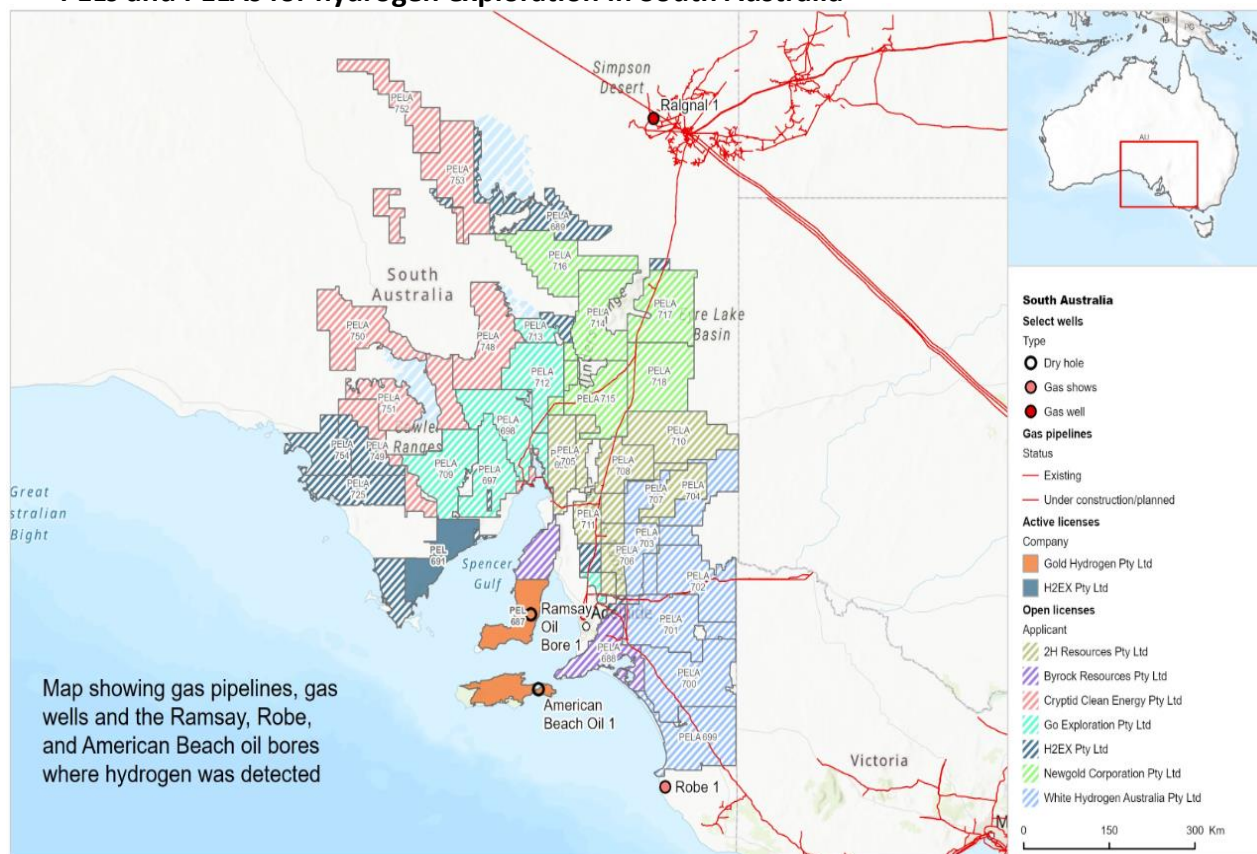 PELs and PELAs for hydrogen exploration in South Australia
Simpson
Desert
Ralgnal 1
PELA
752
PELA
753
PELA
689
PELA
716
South
Australia
PELA
717
PELA
714
Lake
Basin
PELA
713
PELA
750
PELA
748
PELA
712
PELA
718
PELA 715
PELA
751
Ranges
PELA
698
PELA
710
PELA
754
PELA
749
705
PELA
708
PELA
709
PELA
697
PELA
725
PELA
707
PELA
704
PELA
711
PELA
703
Great
Bight
PEL
691
Spencer
Gulf
PELA
702
PEL
687
Ramsay
Oil
Bore 1
PELA
701
PELA
688
PELA
700
American
Beach Oil 1
PELA 699
Robe 1
Victoria
Map showing gas pipelines, gas
wells and the Ramsay, Robe,
and American Beach oil bores
where hydrogen was detected
AU
South Australia
Select wells
Type
Dry hole
Gas shows
Gas well
Gas pipelines
Status
Existing
Under construction/planned
Active licenses
Company
Gold Hydrogen Pty Ltd
H2EX Pty Ltd
Open licenses
Applicant
2H Resources Pty Ltd
Byrock Resources Pty Ltd
Cryptid Clean Energy Pty Ltd
Go Exploration Pty Ltd
H2EX Pty Ltd
Newgold Corporation Pty Ltd
White Hydrogen Australia Pty Ltd
0 150 300 Km